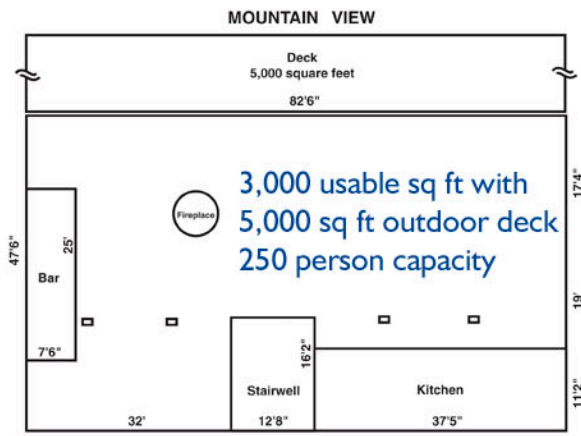 MOUNTAIN VIEW
Deck
5,000 square feet
82'6"
3,000 usable sq ft with
5,000 sq ft outdoor deck
250 person capacity
Fireplace
17'4"
47'6"
25'
Bar
7'6"
19'
16'2"
Stairwell
Kitchen
11'2"
32'
12'8"
37'5"